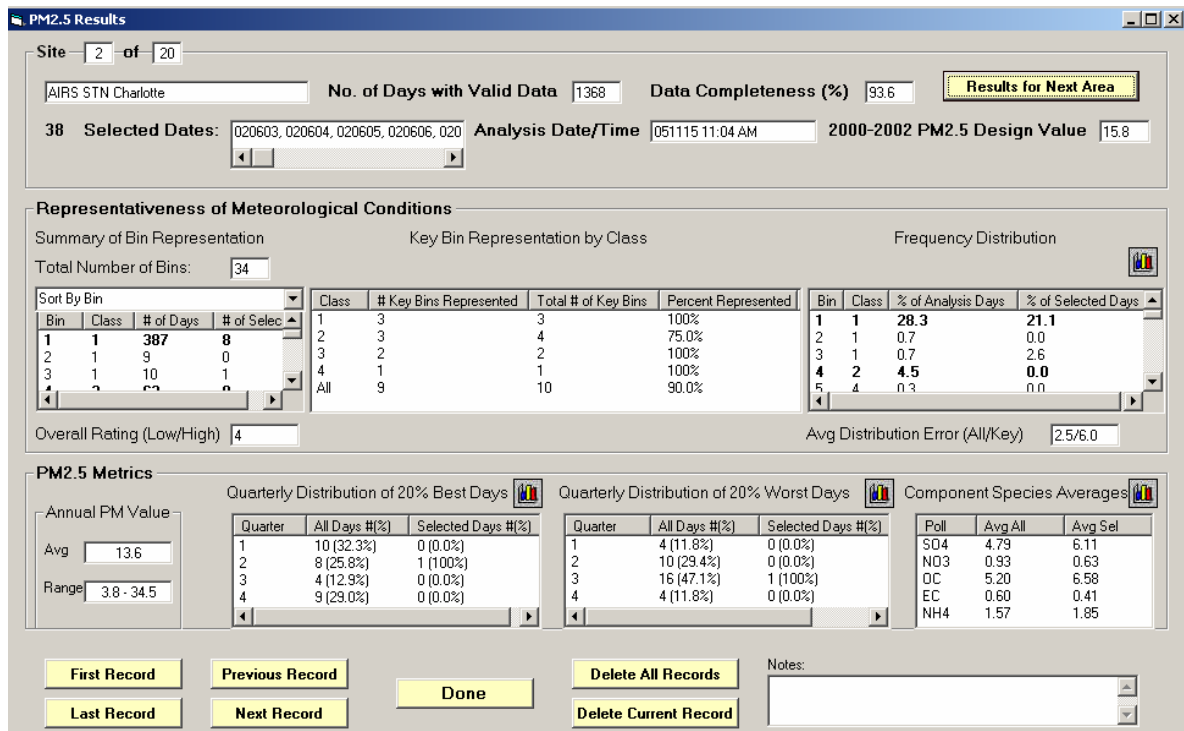 PM2.5 Results
Site 2 of 20
AIRS STN Charlotte No. of Days with Valid Data 1368 Data Completeness (%) 93.6 Results for Next Area
38 Selected Dates: 020603, 020604, 020605, 020606, 020 Analysis Date/Time 051115 11:04 AM 2000-2002 PM2.5 Design Value 15.8
Representativeness of Meteorological Conditions
Summary of Bin Representation Key Bin Representation by Class Frequency Distribution
Total Number of Bins: 34
Sort By Bin
Bin Class # of Days # of Selec
1 1 387 8
2 1 9 0
3 1 10 1
Class # Key Bins Represented Total # of Key Bins Percent Represented
1 3 3 100%
2 3 4 75.0%
3 2 2 100%
4 1 1 100%
All 9 10 90.0%
Bin Class % of Analysis Days % of Selected Days
1 1 28.3 21.1
2 1 0.7 0.0
3 1 0.7 2.6
4 2 4.5 0.0
5 4 0.3 0.0
Overall Rating (Low/High) 4 Avg Distribution Error (All/Key) 2.5/6.0
PM2.5 Metrics
Annual PM Value
Avg 13.6
Range 3.8 - 34.5
Quarterly Distribution of 20% Best Days
Quarter All Days #(%) Selected Days #(%)
1 10 (32.3%) 0 (0.0%)
2 8 (25.8%) 1 (100%)
3 4 (12.9%) 0 (0.0%)
4 9 (29.0%) 0 (0.0%)
Quarterly Distribution of 20% Worst Days
Quarter All Days #(%) Selected Days #(%)
1 4 (11.8%) 0 (0.0%)
2 10 (29.4%) 0 (0.0%)
3 16 (47.1%) 1 (100%)
4 4 (11.8%) 0 (0.0%)
Component Species Averages
Poll Avg All Avg Sel
SO4 4.79 6.11
NO3 0.93 0.63
OC 5.20 6.58
EC 0.60 0.41
NH4 1.57 1.85
First Record Previous Record Done Delete All Records Notes:
Last Record Next Record Delete Current Record